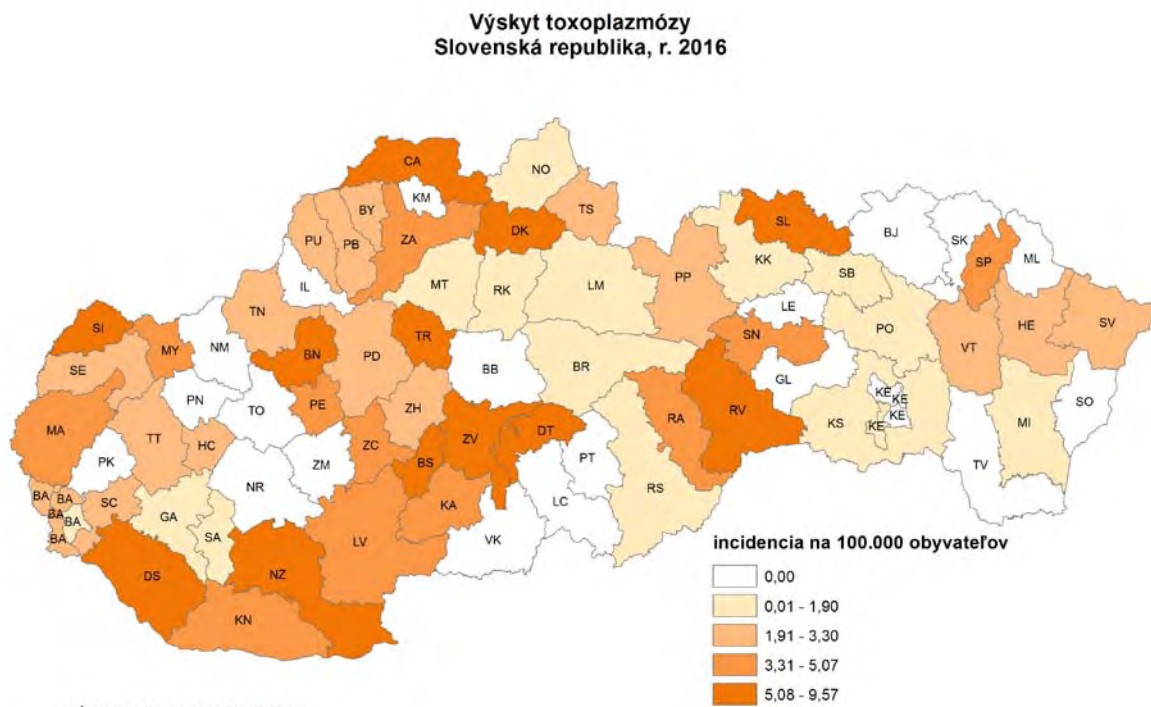 Výskyt toxoplazmózy
Slovenská republika, r. 2016
CA
NO
KM
BY
TS
SL
PU
PB
ZA
DK
BJ
SK
ML
SP
KK
PP
IL
MT
RK
LM
SB
TN
LE
PO
HE
SV
SI
MY
NM
BN
TR
SN
VT
SE
PD
BB
BR
GL
PN
TO
PE
ZH
KE
KE
KE
KE
SO
MA
TT
HC
RA
RV
KS
MI
ZV
DT
PK
ZM
ZC
BS
PT
TV
NR
BA
BA
SC
KA
LC
RS
BA
BA
GA
SA
LV
VK
BA
DS
NZ
KN
incidencia na 100.000 obyvateľov
0,00
0,01 - 1,90
1,91 - 3,30
3,31 - 5,07
5,08 - 9,57